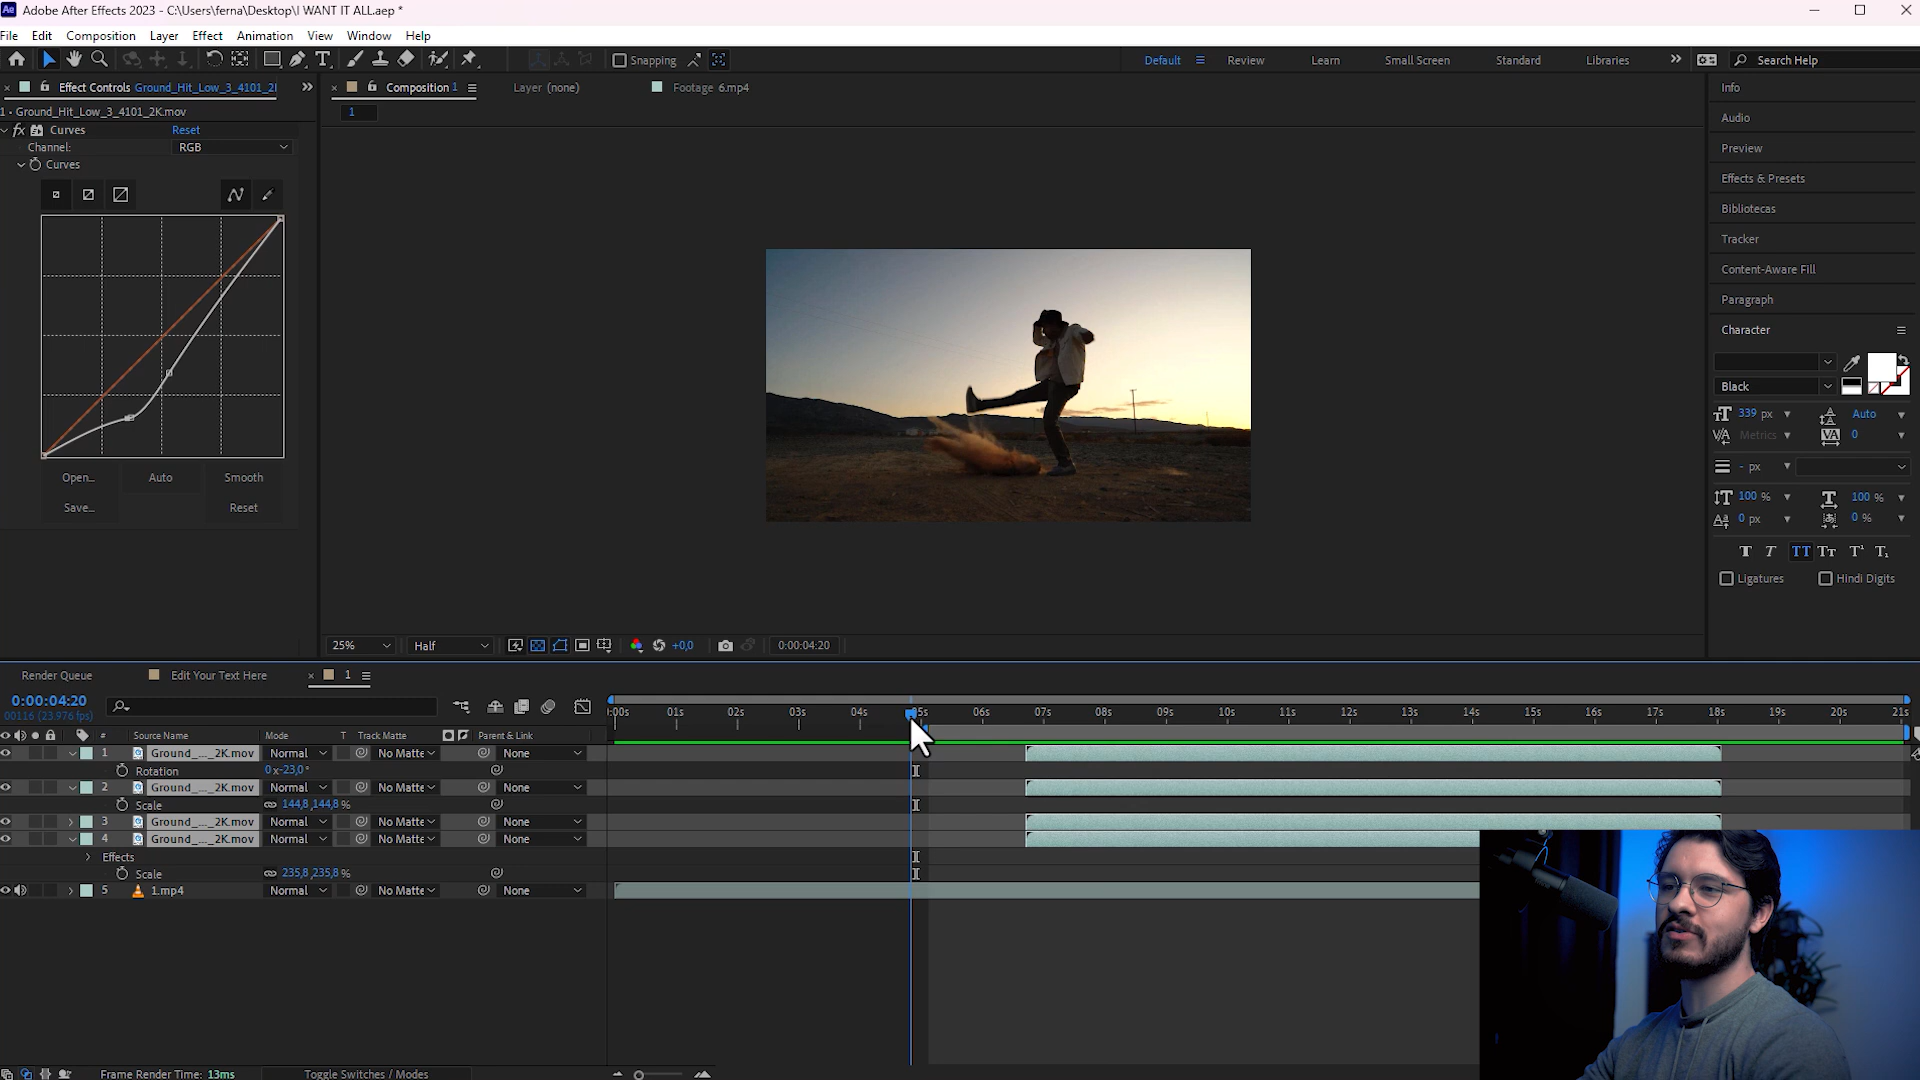 Adobe After Effects 2023 - C:\Users\ferna\Desktop\I WANT IT ALL.aep *
File Edit Composition Layer Effect Animation View Window Help
Snapping
Default Review Learn Small Screen Standard Libraries Search Help
Effect Controls Ground_Hit_Low_3_4101_2
Composition 1
Layer (none)
Footage 6.mp4
1 • Ground_Hit_Low_3_4101_2K.mov
1
fx Curves Reset
Channel: RGB
Curves
Open... Auto Smooth
Save... Reset
Info
Audio
Preview
Effects & Presets
Bibliotecas
Tracker
Content-Aware Fill
Paragraph
Character
Black
339 px Auto
Metrics 0
- px
100 % 100 %
0 px 0 %
Ligatures Hindi Digits
25% Half +0,0 0:00:04:20
Render Queue Edit Your Text Here 1
0:00:04:20
00116 (23.976 fps)
:00s 01s 02s 03s 04s 05s 06s 07s 08s 09s 10s 11s 12s 13s 14s 15s 16s 17s 18s 19s 20s 21s
# Source Name Mode T Track Matte Parent & Link
1 Ground_..._2K.mov Normal No Matte None
Rotation 0x-23,0°
2 Ground_..._2K.mov Normal No Matte None
Scale 144,8,144,8%
3 Ground_..._2K.mov Normal No Matte None
4 Ground_..._2K.mov Normal No Matte None
Effects
Scale 235,8,235,8%
5 1.mp4 Normal No Matte None
Frame Render Time: 13ms Toggle Switches / Modes